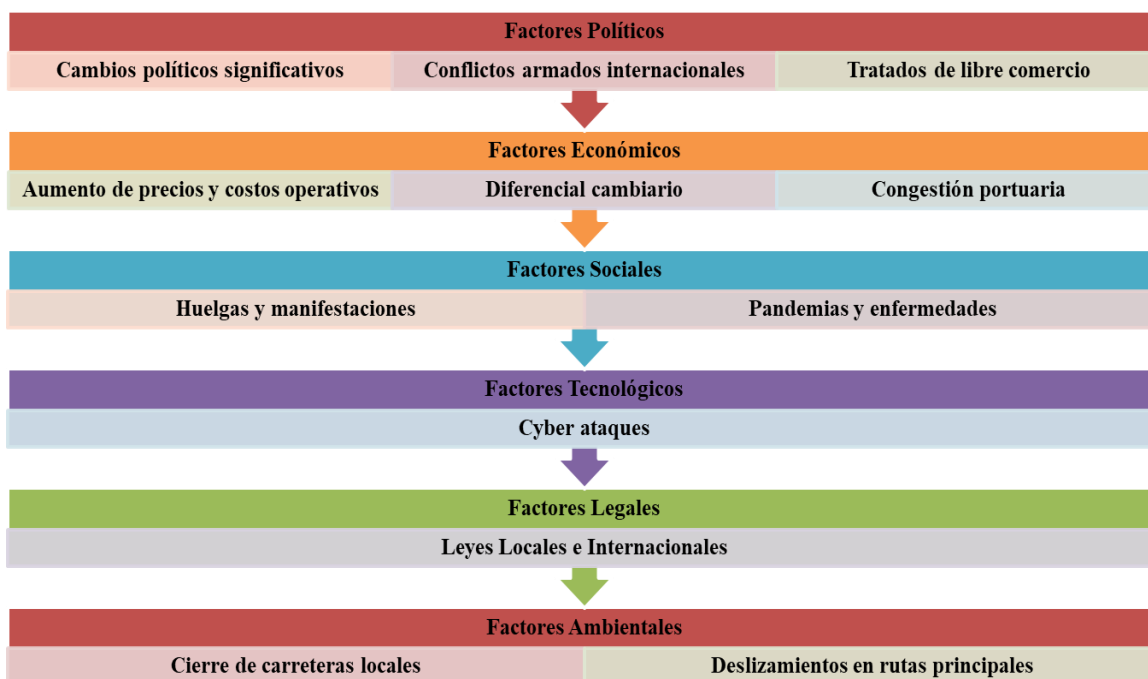 Factores Políticos
Cambios políticos significativos
Conflictos armados internacionales
Tratados de libre comercio
Factores Económicos
Aumento de precios y costos operativos
Diferencial cambiario
Congestión portuaria
Factores Sociales
Huelgas y manifestaciones
Pandemias y enfermedades
Factores Tecnológicos
Cyber ataques
Factores Legales
Leyes Locales e Internacionales
Factores Ambientales
Cierre de carreteras locales
Deslizamientos en rutas principales